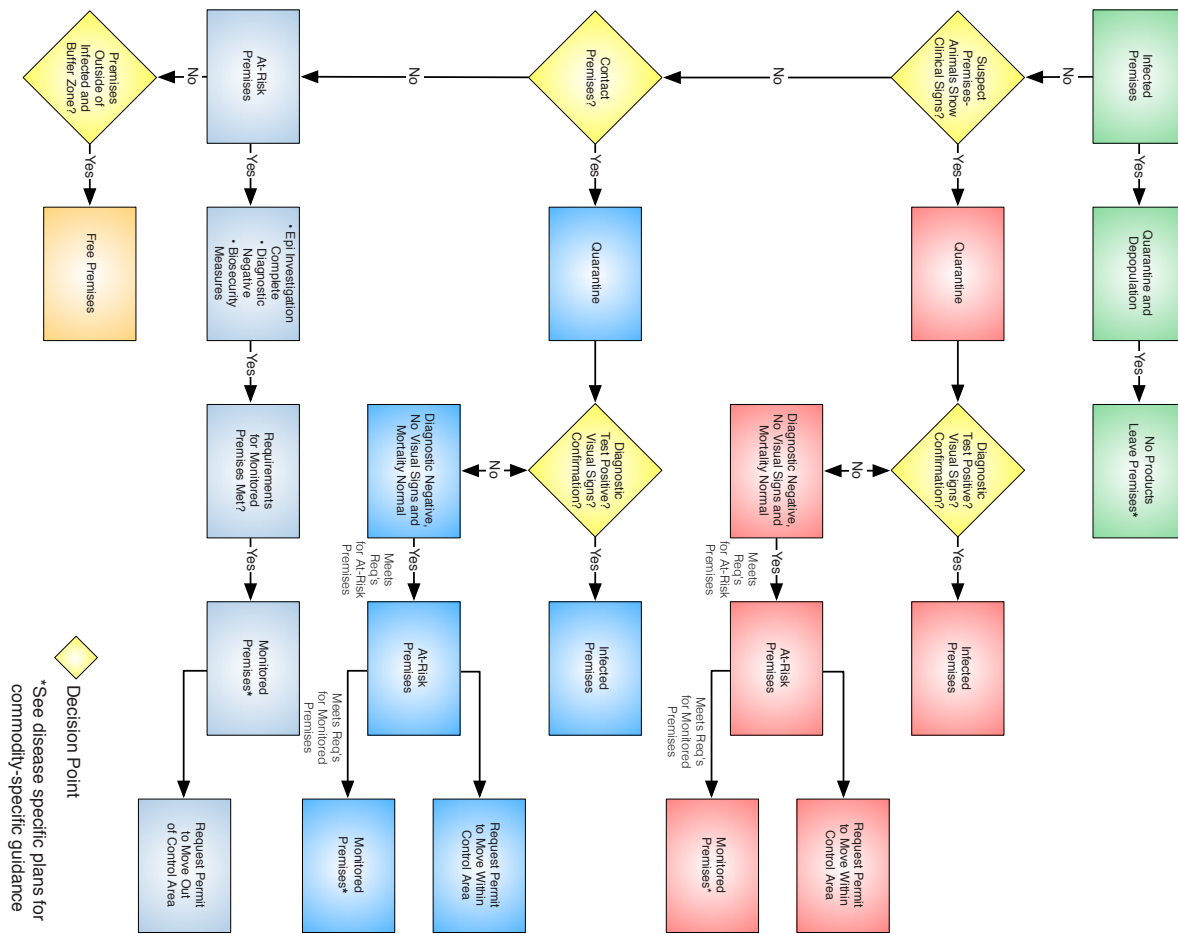 Infected
Premises
Yes
Quarantine and
Depopulation
Yes
No Products
Leave Premises*
No
Suspect
Premises-
Animals Show
Clinical Signs?
Yes
Quarantine
Diagnostic
Test Positive?
Visual Signs?
Confirmation?
Yes
Infected
Premises
No
Diagnostic Negative,
No Visual Signs and
Mortality Normal
Yes
Meets
Req's
for At-Risk
Premises
At-Risk
Premises
Request Permit
to Move Within
Control Area
Meets Req's
for Monitored
Premises
Monitored
Premises*
No
Contact
Premises?
Yes
Quarantine
Diagnostic
Test Positive?
Visual Signs?
Confirmation?
Yes
Infected
Premises
No
Diagnostic Negative,
No Visual Signs and
Mortality Normal
Yes
Meets
Req's
for At-Risk
Premises
At-Risk
Premises
Request Permit
to Move Within
Control Area
Meets Req's
for Monitored
Premises
Monitored
Premises*
No
At-Risk
Premises
Yes
• Epi Investigation
Complete
• Diagnostic
Negative
• Biosecurity
Measures
Yes
Requirements
for Monitored
Premises Met?
Yes
Monitored
Premises*
Request Permit
to Move Out
of Control Area
No
Premises
Outside of
Infected and
Buffer Zone?
Yes
Free Premises
Decision Point
*See disease specific plans for
commodity-specific guidance